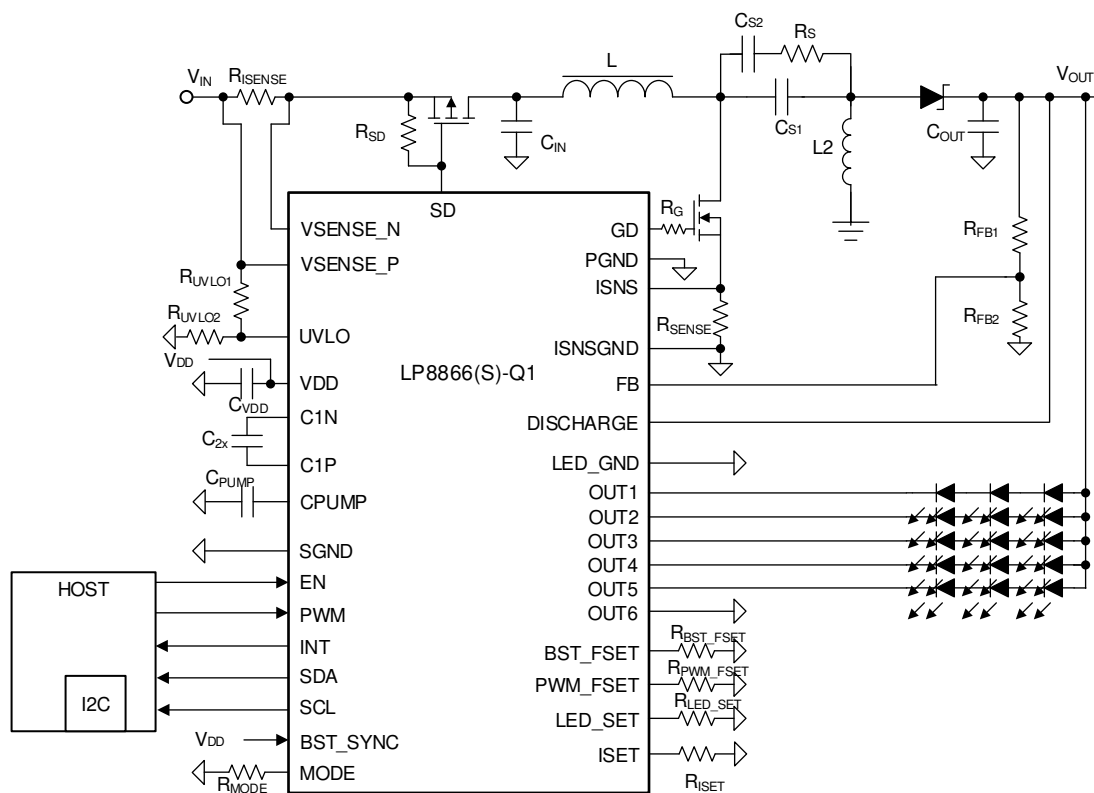 CS2
RS
VIN
RISENSE
L
VOUT
CS1
RSD
CIN
L2
COUT
SD
VSENSE_N
RG
GD
RFB1
VSENSE_P
PGND
RUVLO1
ISNS
RUVLO2
RSENSE
RFB2
UVLO
ISNSGND
VDD
LP8866(S)-Q1
VDD
FB
CVDD
C1N
DISCHARGE
C2x
C1P
LED_GND
CPUMP
CPUMP
OUT1
OUT2
SGND
OUT3
HOST
EN
OUT4
OUT5
PWM
OUT6
INT
RBST_FSET
BST_FSET
SDA
RPWM_FSET
PWM_FSET
I2C
SCL
RLED_SET
LED_SET
VDD
BST_SYNC
ISET
MODE
RMODE
RISET